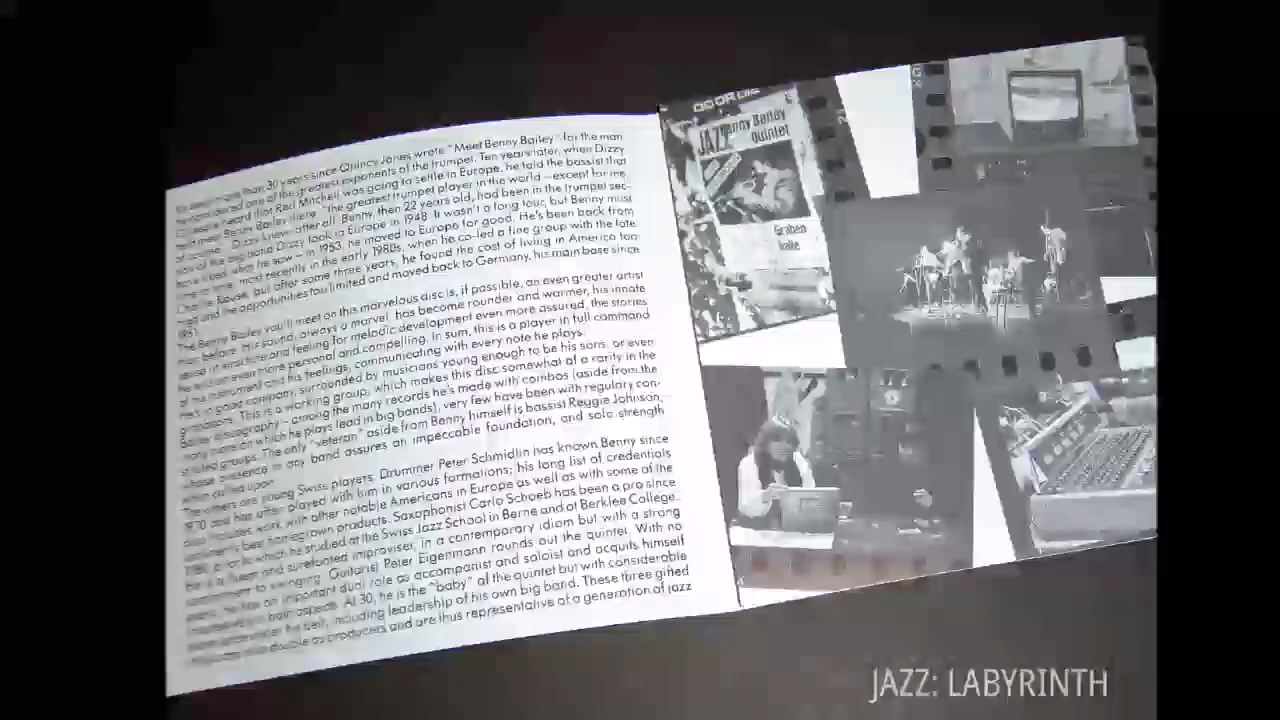 more than 30 years since Quincy Jones wrote "Meet Benny Bailey" for the man
one of the greatest exponents of the trumpet. Ten years later, when Dizzy
heard that Red Mitchell was going to settle in Europe, he told the bassist that
meet Benny Bailey there – "the greatest trumpet player in the world – except for me,
of course." Dizzy knew – after all, Benny, then 22 years old, had been in the trumpet sec-
tion of the big band Dizzy took to Europe in 1948. It wasn't a long tour, but Benny must
have liked what he saw – in 1953, he moved to Europe for good. He's been back from
time to time, most recently in the early 1980s, when he co-led a fine group with the late
Charlie Rouse, but after some three years, he found the cost of living in America too
high and the opportunities too limited and moved back to Germany, his main base since
The Benny Bailey you'll meet on this marvelous disc is, if possible, an even greater artist
than before. His sound, always a marvel, has become rounder and warmer, his innate
sense of structure and feeling for melodic development even more assured, the stories
he tells an even more personal and compelling. In sum, this is a player in full command
of his instrument and his feelings, communicating with every note he plays.
He's in good company, surrounded by musicians young enough to be his sons, or even
grandsons. This is a working group, which makes this disc somewhat of a rarity in the
Bailey discography – among the many records he's made with combos (aside from the
many more on which he plays lead in big bands), very few have been with regulary con-
stituted groups. The only "veteran" aside from Benny himself is bassist Reggie Johnson,
whose presence in any band assures an impeccable foundation, and solo strength
when called upon.
The others are young Swiss players. Drummer Peter Schmidlin has known Benny since
1970 and has often played with him in various formations; his long list of credentials
also includes work with other notable Americans in Europe as well as with some of the
best homegrown products. Saxophonist Carlo Schoeb has been a pro since
1980, prior to which he studied at the Swiss Jazz School in Berne and at Berklee College.
He is a fluent and surefooted improviser, in a contemporary idiom but with a strong
commitment to swinging. Guitarist Peter Eigenmann rounds out the quintet. With no
piano, he has an important dual role as accompanist and soloist and acquits himself
in both aspects. At 30, he is the "baby" of the quintet but with considerable
under his belt, including leadership of his own big band. These three gifted
double as producers and are thus representative of a generation of jazz
JAZZ
Benny Bailey
Quintet
Graben
halle
JAZZ: LABYRINTH